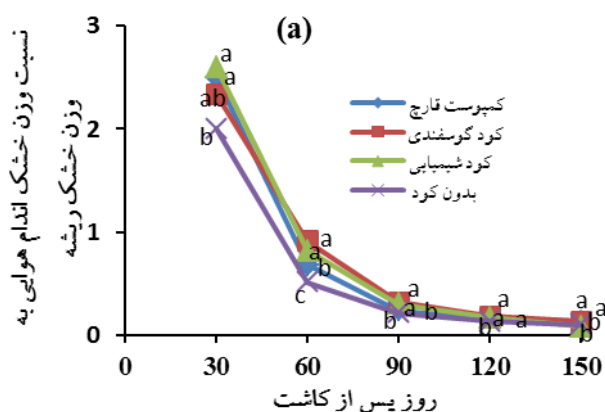 (a)
نسبت وزن خشک اندام هوایی به
وزن خشک ریشه
3
2
1
0
کمپوست قارچ
کود گوسفندی
کود شیمیایی
بدون کود
a
a
ab
b
a
a
b
c
a
a
b
b
a
a
a
b
a
a
b
b
0
30
60
90
120
150
روز پس از کاشت